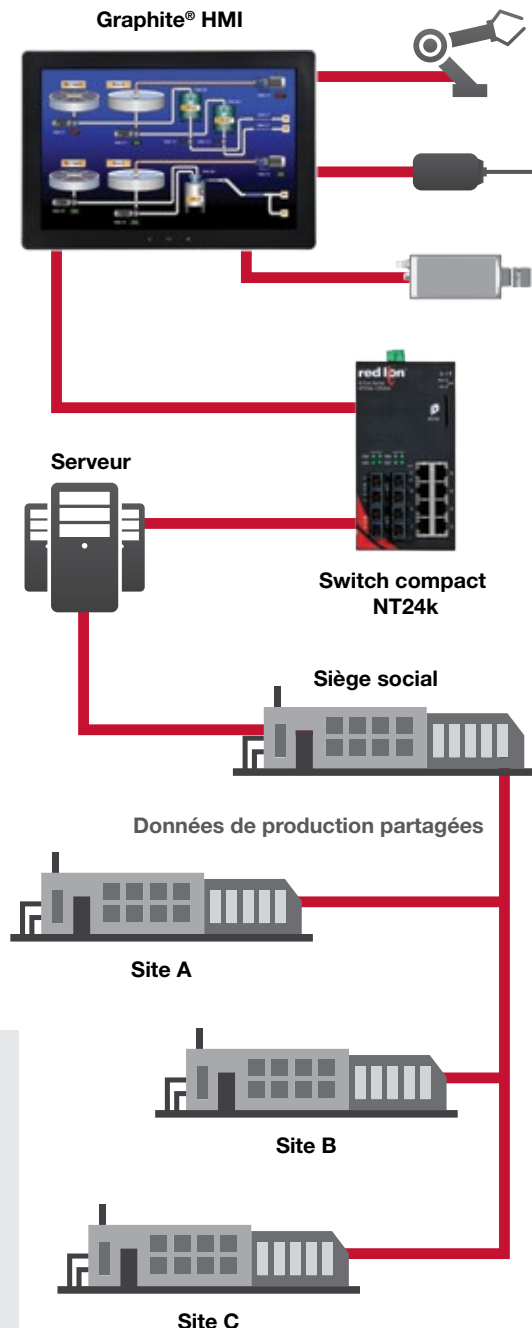 Graphite® HMI
red lion
Serveur
Switch compact
NT24k
Siège social
Données de production partagées
Site A
Site B
Site C